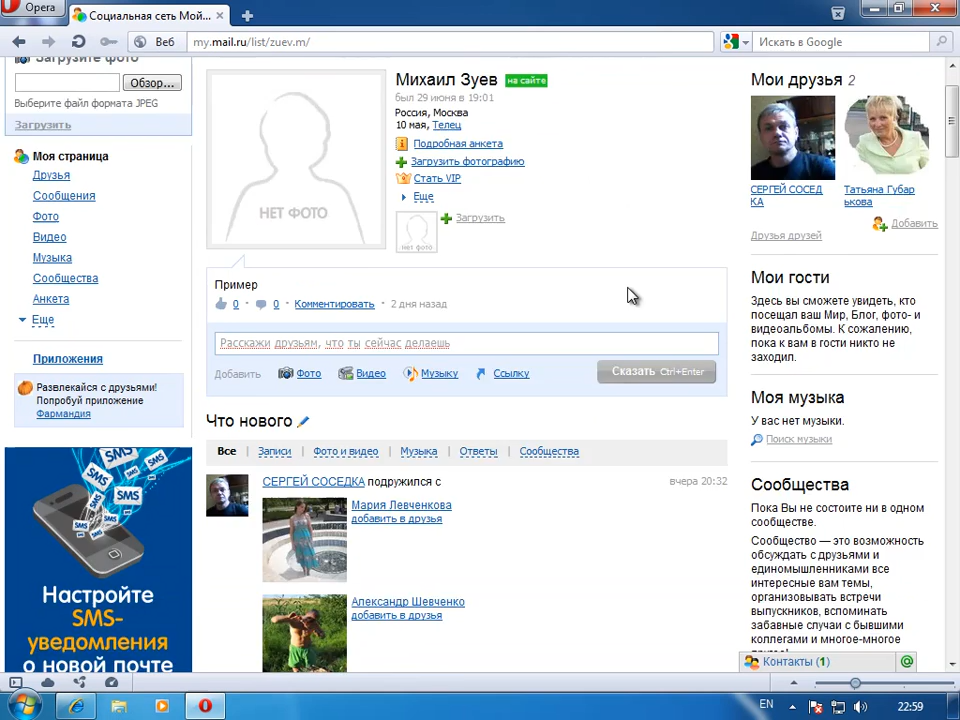 Opera
Социальная сеть Мой...
Веб
my.mail.ru/list/zuev.m/
Искать в Google
Загрузите фото
Обзор...
Выберите файл формата JPEG
Загрузить
Моя страница
Друзья
Сообщения
Фото
Видео
Музыка
Сообщества
Анкета
Еще
Приложения
Развлекайся с друзьями!
Попробуй приложение
Фармандия
SMS
SMS
SMS
SMS
SMS
SMS
SMS
Настройте
SMS-
уведомления
о новой почте
НЕТ ФОТО
Михаил Зуев на сайте
был 29 июня в 19:01
Россия, Москва
10 мая, Телец
Подробная анкета
Загрузить фотографию
Стать VIP
Еще
нет фото
Загрузить
Пример
0 · 0 · Комментировать · 2 дня назад
Расскажи друзьям, что ты сейчас делаешь
Добавить Фото Видео Музыку Ссылку
Сказать Ctrl+Enter
Что нового
Все | Записи | Фото и видео | Музыка | Ответы | Сообщества
СЕРГЕЙ СОСЕДКА подружился с
вчера 20:32
Мария Левченкова
добавить в друзья
Александр Шевченко
добавить в друзья
Мои друзья 2
СЕРГЕЙ СОСЕД
КА
Татьяна Губар
ькова
Добавить
Друзья друзей
Мои гости
Здесь вы сможете увидеть, кто
посещал ваш Мир, Блог, фото- и
видеоальбомы. К сожалению,
пока к вам в гости никто не
заходил.
Моя музыка
У вас нет музыки.
Поиск музыки
Сообщества
Пока Вы не состоите ни в одном
сообществе.
Сообщество — это возможность
обсуждать с друзьями и
единомышленниками все
интересные вам темы,
организовывать встречи
выпускников, вспоминать
забавные случаи с бывшими
коллегами и многое-многое
Контакты (1)
EN
22:59